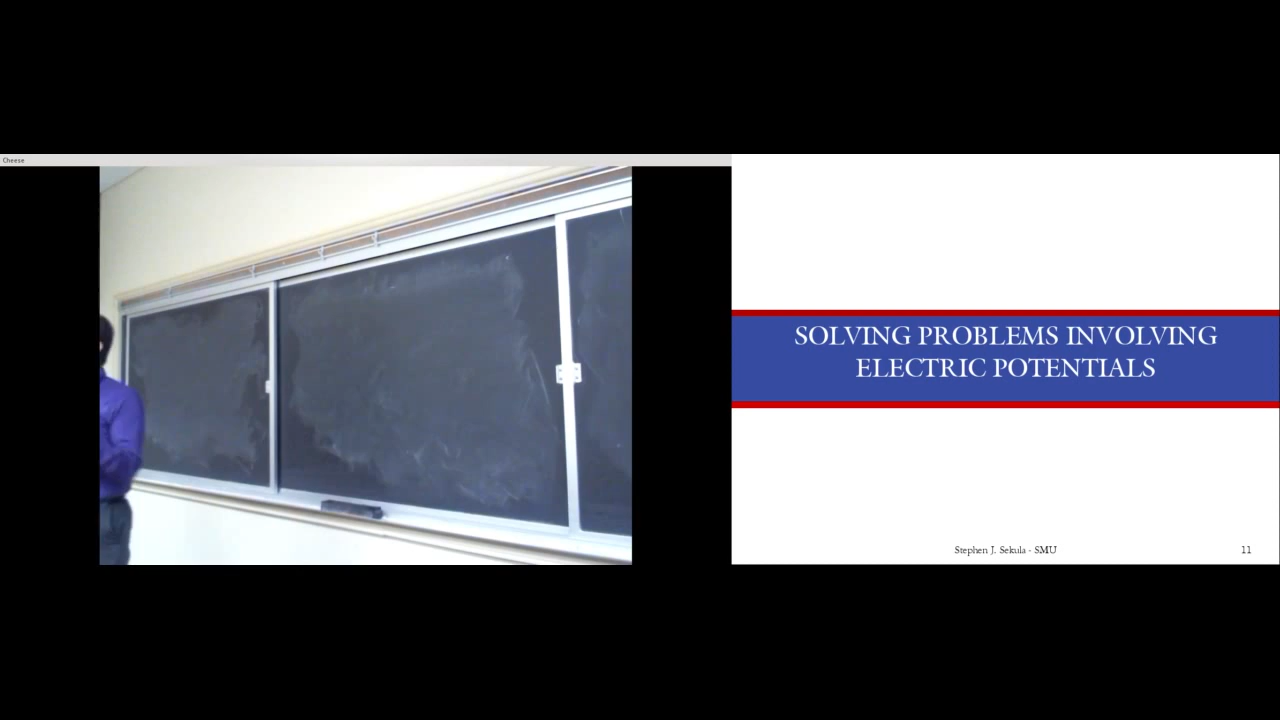 Cheese
SOLVING PROBLEMS INVOLVING
ELECTRIC POTENTIALS
Stephen J. Sekula - SMU
11